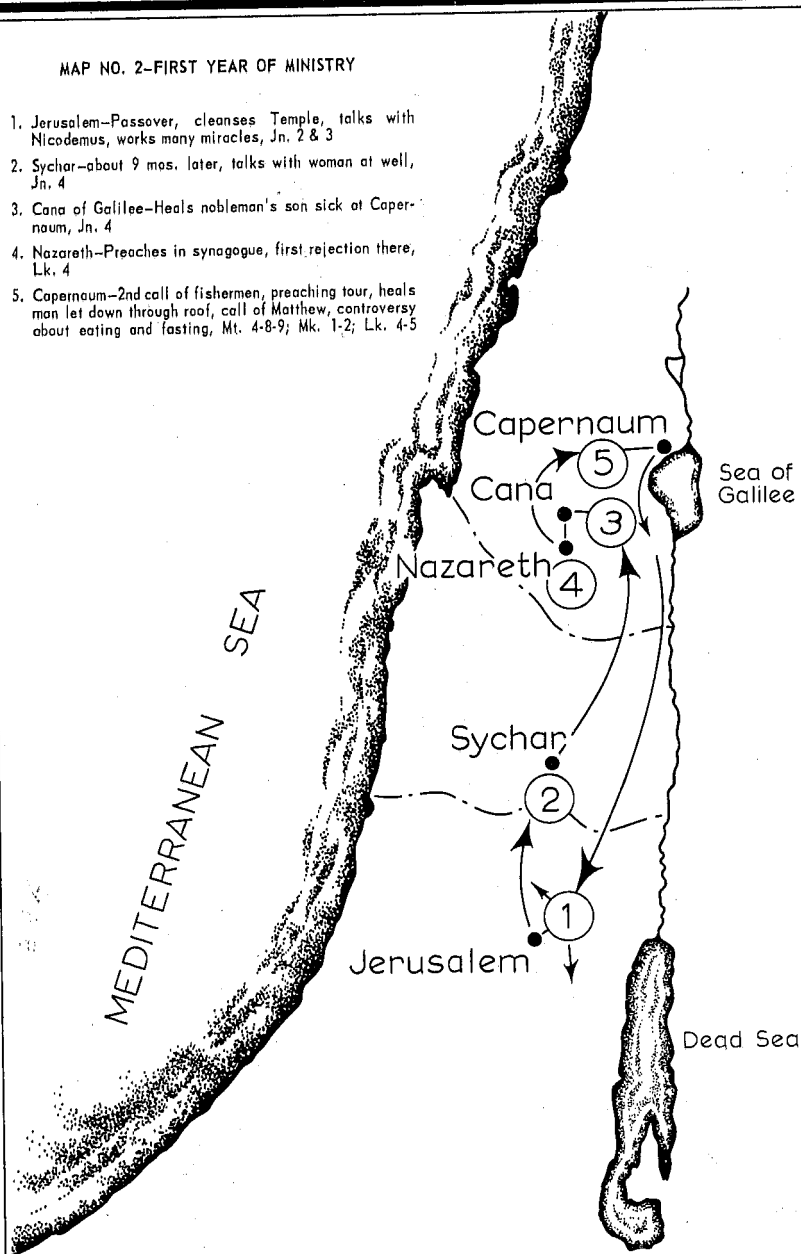 MAP NO. 2–FIRST YEAR OF MINISTRY
1. Jerusalem–Passover, cleanses Temple, talks with
Nicodemus, works many miracles, Jn. 2 & 3
2. Sychar–about 9 mos. later, talks with woman at well,
Jn. 4
3. Cana of Galilee–Heals nobleman's son sick at Caper-
naum, Jn. 4
4. Nazareth–Preaches in synagogue, first rejection there,
Lk. 4
5. Capernaum–2nd call of fishermen, preaching tour, heals
man let down through roof, call of Matthew, controversy
about eating and fasting, Mt. 4-8-9; Mk. 1-2; Lk. 4-5
Capernaum
5
Sea of
Galilee
Cana
3
Nazareth
4
MEDITERRANEAN SEA
Sychar
2
1
Jerusalem
Dead Sea